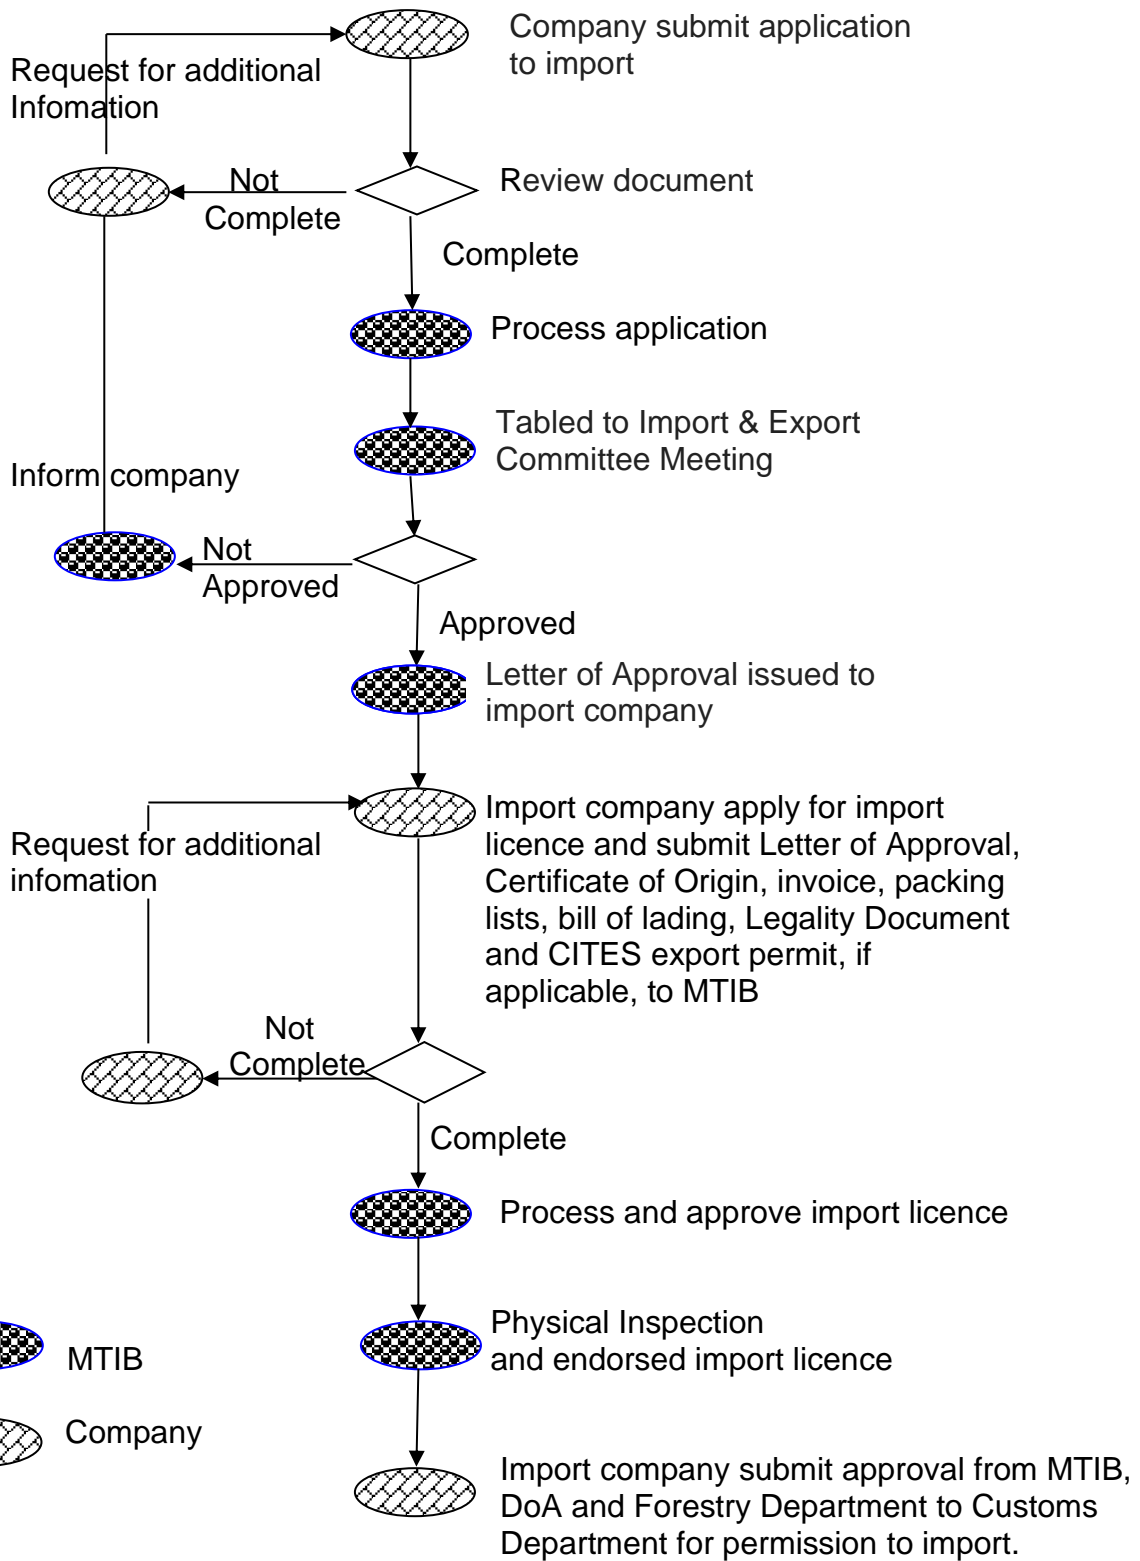 Company submit application
to import
Request for additional
Infomation
Not
Complete
Review document
Complete
Process application
Tabled to Import & Export
Committee Meeting
Inform company
Not
Approved
Approved
Letter of Approval issued to
import company
Import company apply for import
licence and submit Letter of Approval,
Certificate of Origin, invoice, packing
lists, bill of lading, Legality Document
and CITES export permit, if
applicable, to MTIB
Request for additional
infomation
Not
Complete
Complete
Process and approve import licence
Physical Inspection
and endorsed import licence
MTIB
Company
Import company submit approval from MTIB,
DoA and Forestry Department to Customs
Department for permission to import.